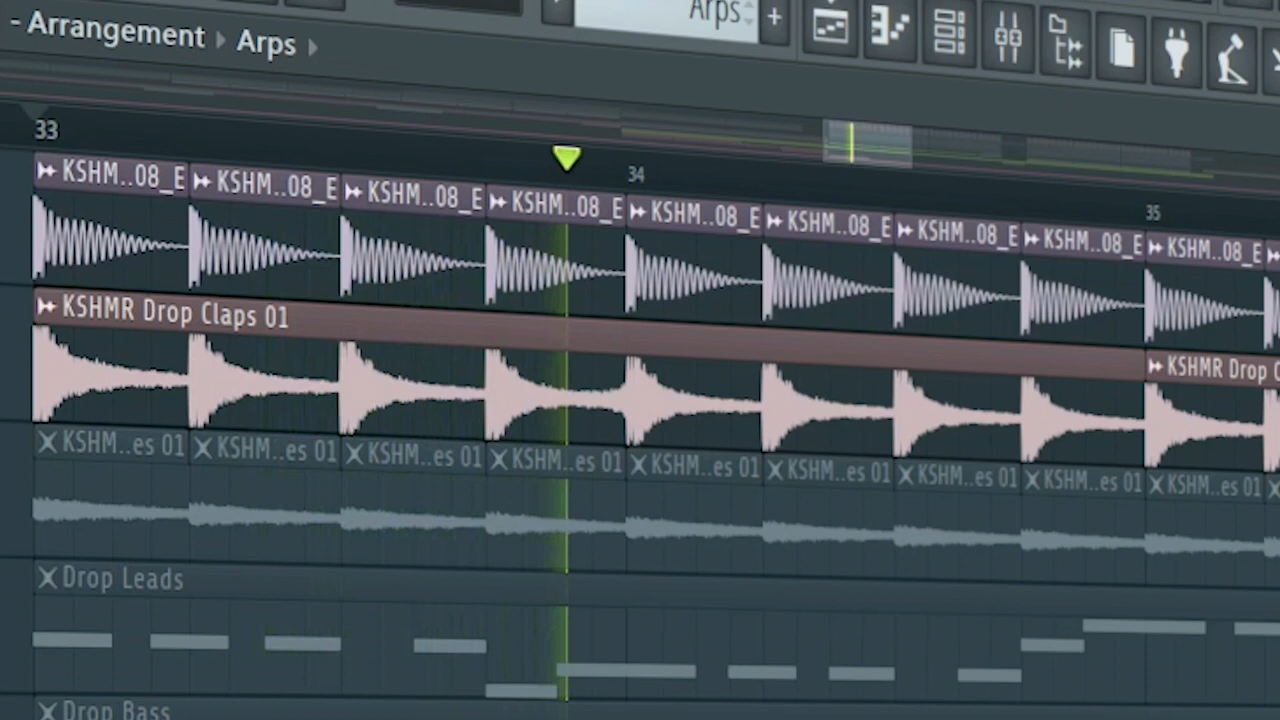 Arps
- Arrangement Arps
33
34
35
KSHM..08_E KSHM..08_E KSHM..08_E KSHM..08_E KSHM..08_E KSHM..08_E KSHM..08_E KSHM..08_E KSHM..08_E
KSHMR Drop Claps 01
KSHMR Drop C
KSHM..es 01 KSHM..es 01 KSHM..es 01 KSHM..es 01 KSHM..es 01 KSHM..es 01 KSHM..es 01 KSHM..es 01 KSHM..es 01
Drop Leads
Drop Bass